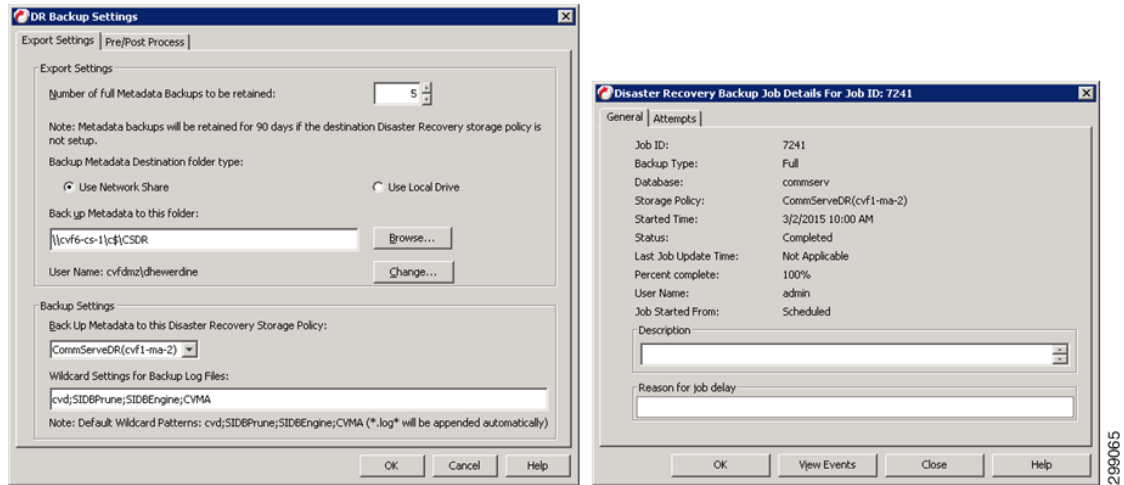 DR Backup Settings
Export Settings
Pre/Post Process
Export Settings
Number of full Metadata Backups to be retained:
5
Note: Metadata backups will be retained for 90 days if the destination Disaster Recovery storage policy is
not setup.
Backup Metadata Destination folder type:
Use Network Share
Use Local Drive
Back up Metadata to this folder:
\\cvf6-cs-1\c$\CSDR
Browse...
User Name: cvfdmz\dhewerdine
Change...
Backup Settings
Back Up Metadata to this Disaster Recovery Storage Policy:
CommServeDR(cvf1-ma-2)
Wildcard Settings for Backup Log Files:
cvd;SIDBPrune;SIDBEngine;CVMA
Note: Default Wildcard Patterns: cvd;SIDBPrune;SIDBEngine;CVMA (*.log* will be appended automatically)
OK
Cancel
Help
Disaster Recovery Backup Job Details For Job ID: 7241
General
Attempts
Job ID: 7241
Backup Type: Full
Database: commserv
Storage Policy: CommServeDR(cvf1-ma-2)
Started Time: 3/2/2015 10:00 AM
Status: Completed
Last Job Update Time: Not Applicable
Percent complete: 100%
User Name: admin
Job Started From: Scheduled
Description
Reason for job delay
OK
View Events
Close
Help
299065